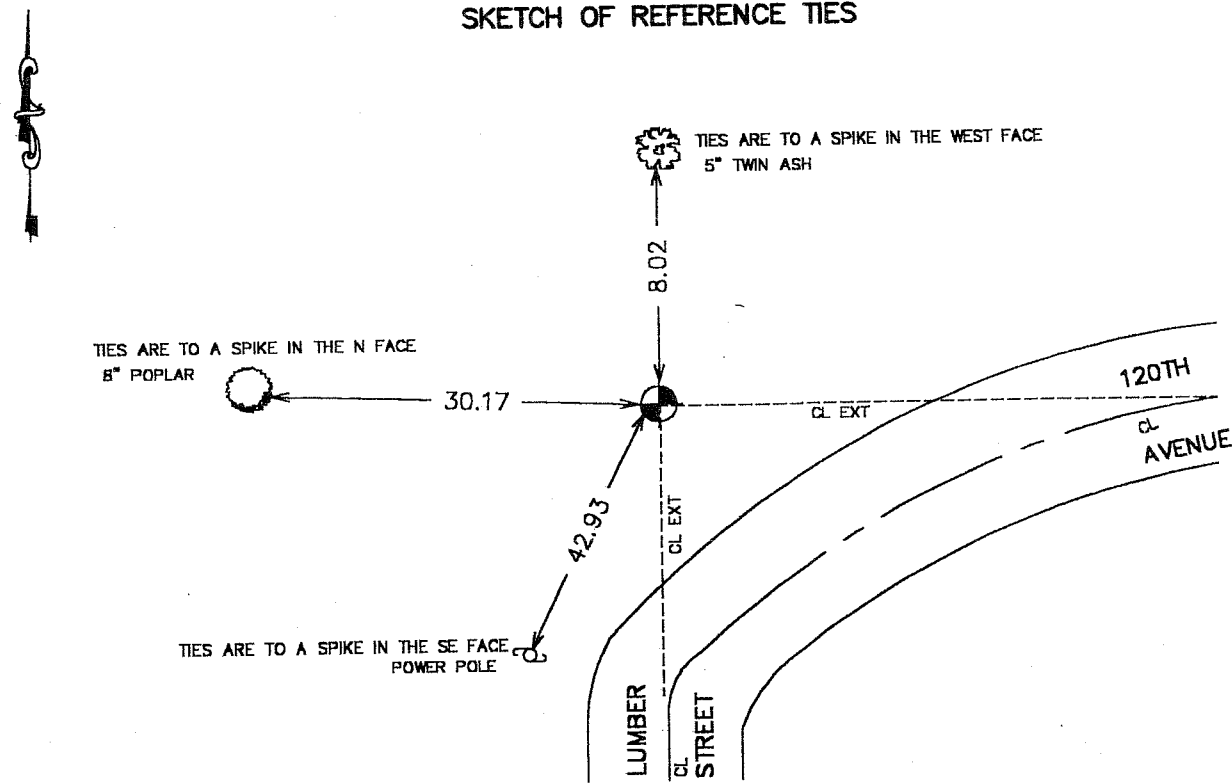 SKETCH OF REFERENCE TIES
TIES ARE TO A SPIKE IN THE WEST FACE
5" TWIN ASH
8.02
TIES ARE TO A SPIKE IN THE N FACE
8" POPLAR
30.17
CL EXT
120TH
CL
AVENUE
CL EXT
42.93
TIES ARE TO A SPIKE IN THE SE FACE
POWER POLE
LUMBER
CL
STREET